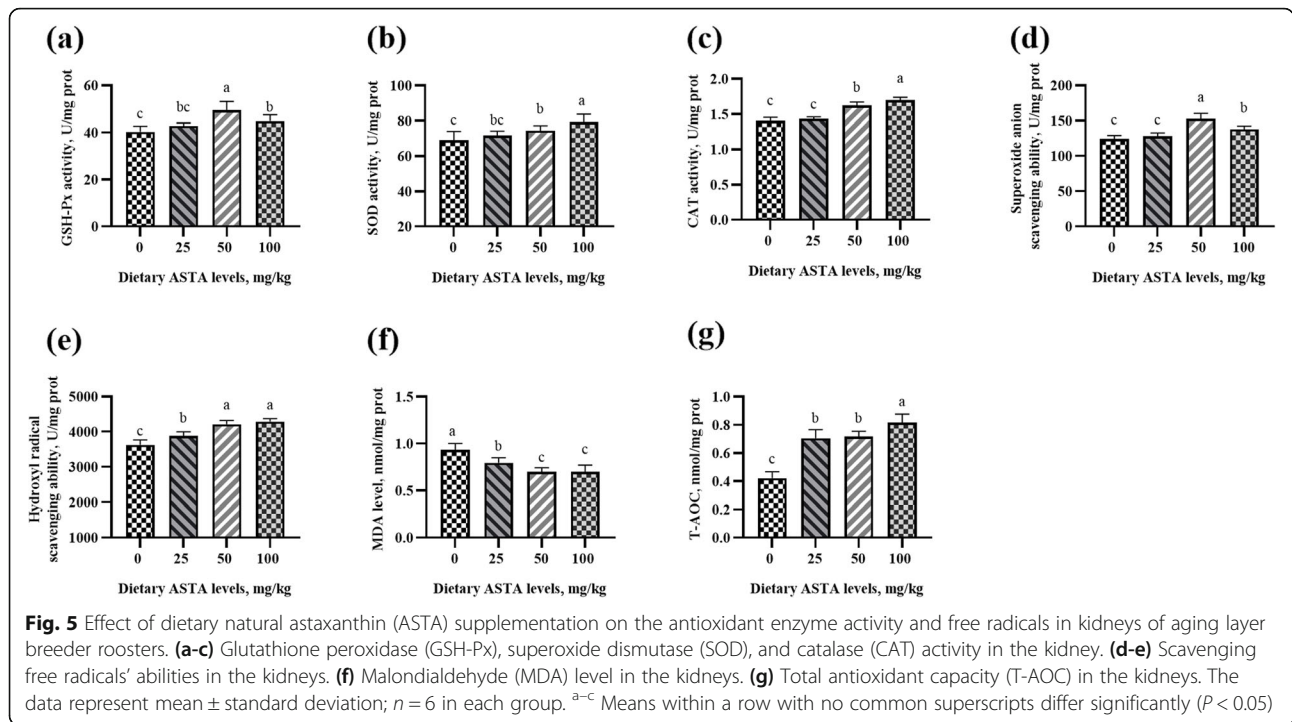 (a)
GSH-Px activity, U/mg prot
60
40
20
0
c
bc
a
b
0 25 50 100
Dietary ASTA levels, mg/kg
(b)
SOD activity, U/mg prot
100
80
60
40
20
c
bc
b
a
0 25 50 100
Dietary ASTA levels, mg/kg
(c)
CAT activity, U/mg prot
2.0
1.5
1.0
0.5
0.0
c
c
b
a
0 25 50 100
Dietary ASTA levels, mg/kg
(d)
Superoxide anion
scavenging ability, U/mg prot
200
150
100
50
0
c
c
a
b
0 25 50 100
Dietary ASTA levels, mg/kg
(e)
Hydroxyl radical
scavenging ability, U/mg prot
5000
4000
3000
2000
1000
c
b
a
a
0 25 50 100
Dietary ASTA levels, mg/kg
(f)
MDA level, nmol/mg prot
1.5
1.0
0.5
0.0
a
b
c
c
0 25 50 100
Dietary ASTA levels, mg/kg
(g)
T-AOC, nmol/mg prot
1.0
0.8
0.6
0.4
0.2
0.0
c
b
b
a
0 25 50 100
Dietary ASTA levels, mg/kg
Fig. 5 Effect of dietary natural astaxanthin (ASTA) supplementation on the antioxidant enzyme activity and free radicals in kidneys of aging layer
breeder roosters. (a-c) Glutathione peroxidase (GSH-Px), superoxide dismutase (SOD), and catalase (CAT) activity in the kidney. (d-e) Scavenging
free radicals' abilities in the kidneys. (f) Malondialdehyde (MDA) level in the kidneys. (g) Total antioxidant capacity (T-AOC) in the kidneys. The
data represent mean ± standard deviation; n = 6 in each group. a–c Means within a row with no common superscripts differ significantly (P < 0.05)